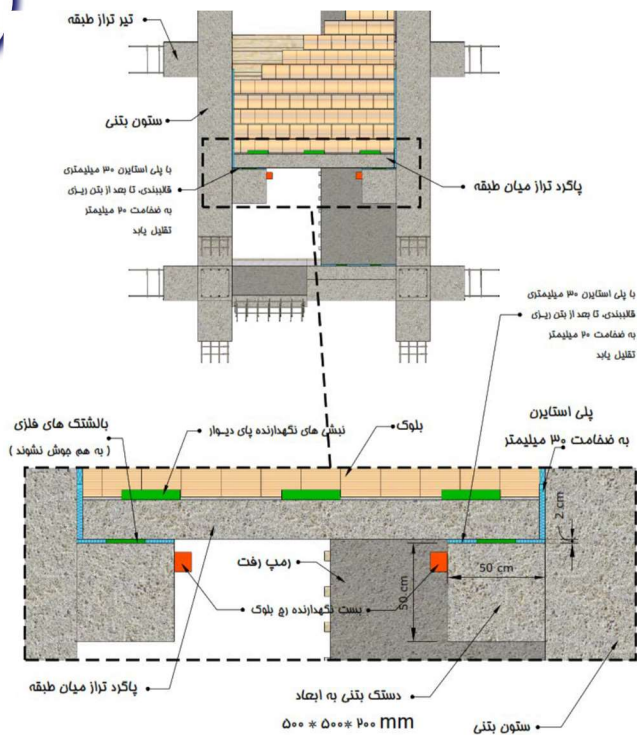 تیر تراز طبقه
ستون بتنی
با پلی استایرن ۳۰ میلیمتری
قالببندی، تا بعد از بتن ریزی
به ضخامت ۲۰ میلیمتر
تقلیل یابد
پاگرد تراز میان طبقه
با پلی استایرن ۳۰ میلیمتری
قالببندی، تا بعد از بتن ریزی
به ضخامت ۲۰ میلیمتر
تقلیل یابد
پلی استایرن
به ضخامت ۳۰ میلیمتر
بلوک
نبشی های نگهدارنده پای دیوار
بالشتک های فلزی
( به هم جوش نشوند )
2 cm
رمپ رفت
50 cm
50 cm
بست نگهدارنده رج بلوک
پاگرد تراز میان طبقه
دستک بتنی به ابعاد
۵۰۰ * ۵۰۰ * ۲۰۰ mm
ستون بتنی